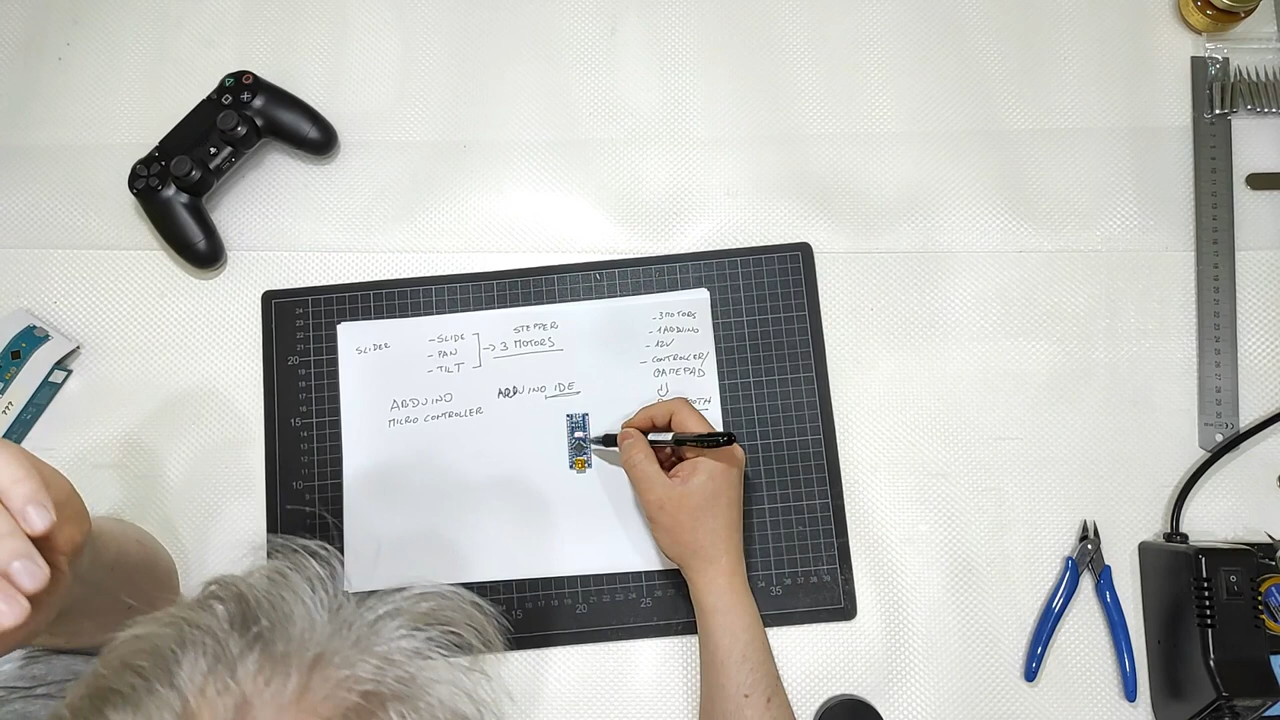 SLIDER
- SLIDE
- PAN
- TILT
STEPPER
3 MOTORS
ARDUINO
MICRO CONTROLLER
ARDUINO IDE
- 3 MOTORS
- 1 ARDUINO
- 12V
- CONTROLLER/
GAMEPAD
???